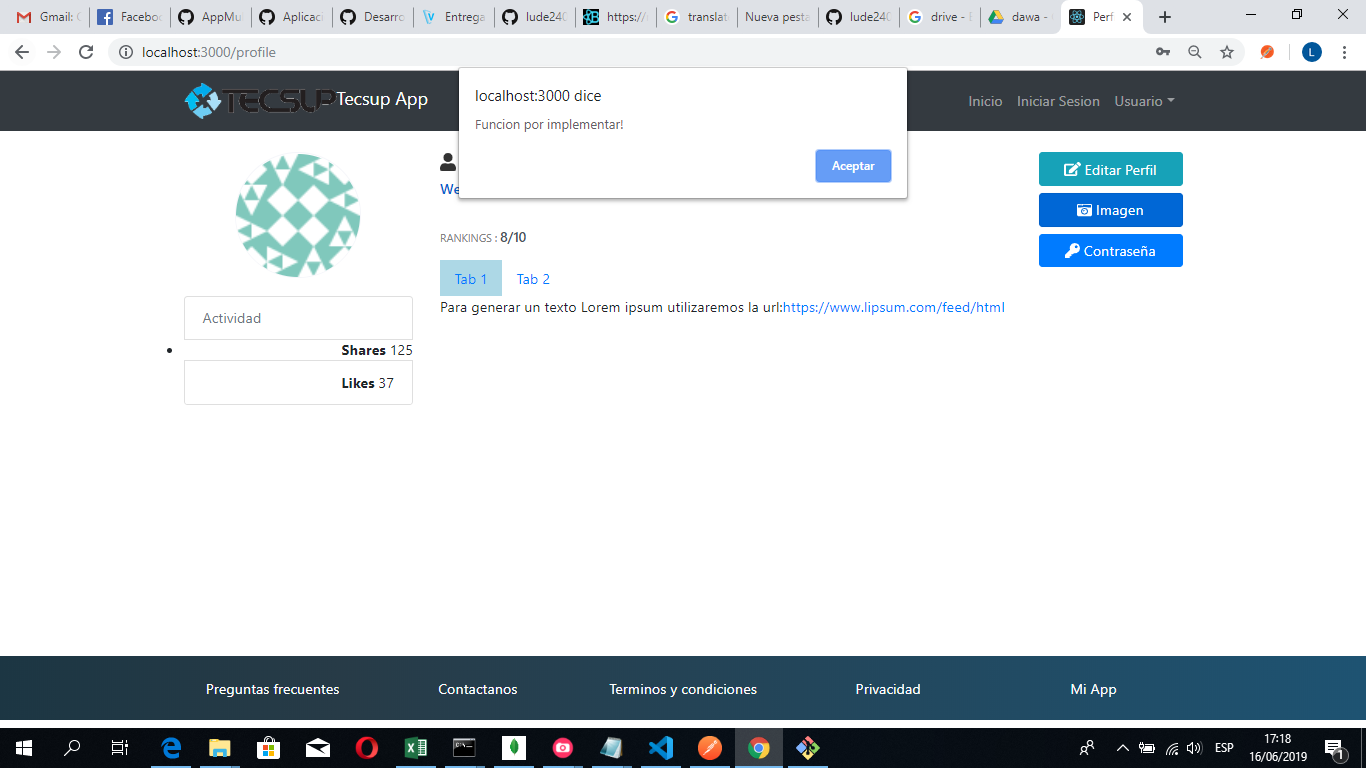 Gmail: C
Faceboo
AppMu
Aplicaci
Desarro
Entrega
lude240
https://
translat
Nueva pesta
lude240
drive - 
dawa - 
Perf
localhost:3000/profile
L
TECSUP Tecsup App
Inicio
Iniciar Sesion
Usuario
localhost:3000 dice
Funcion por implementar!
Aceptar
We
Editar Perfil
Imagen
Contraseña
RANKINGS : 8/10
Tab 1
Tab 2
Para generar un texto Lorem ipsum utilizaremos la url:https://www.lipsum.com/feed/html
Actividad
Shares 125
Likes 37
Preguntas frecuentes
Contactanos
Terminos y condiciones
Privacidad
Mi App
ESP
17:18
16/06/2019
1